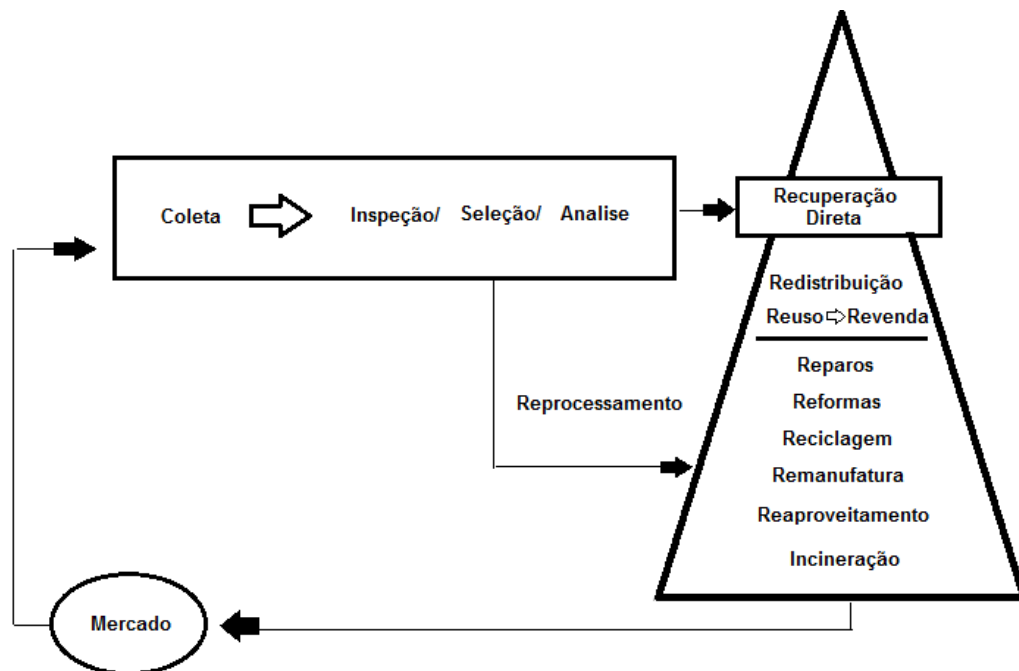 Coleta
Inspeção/ Seleção/ Analise
Recuperação
Direta
Redistribuição
Reuso Revenda
Reparos
Reformas
Reciclagem
Remanufatura
Reaproveitamento
Incineração
Reprocessamento
Mercado